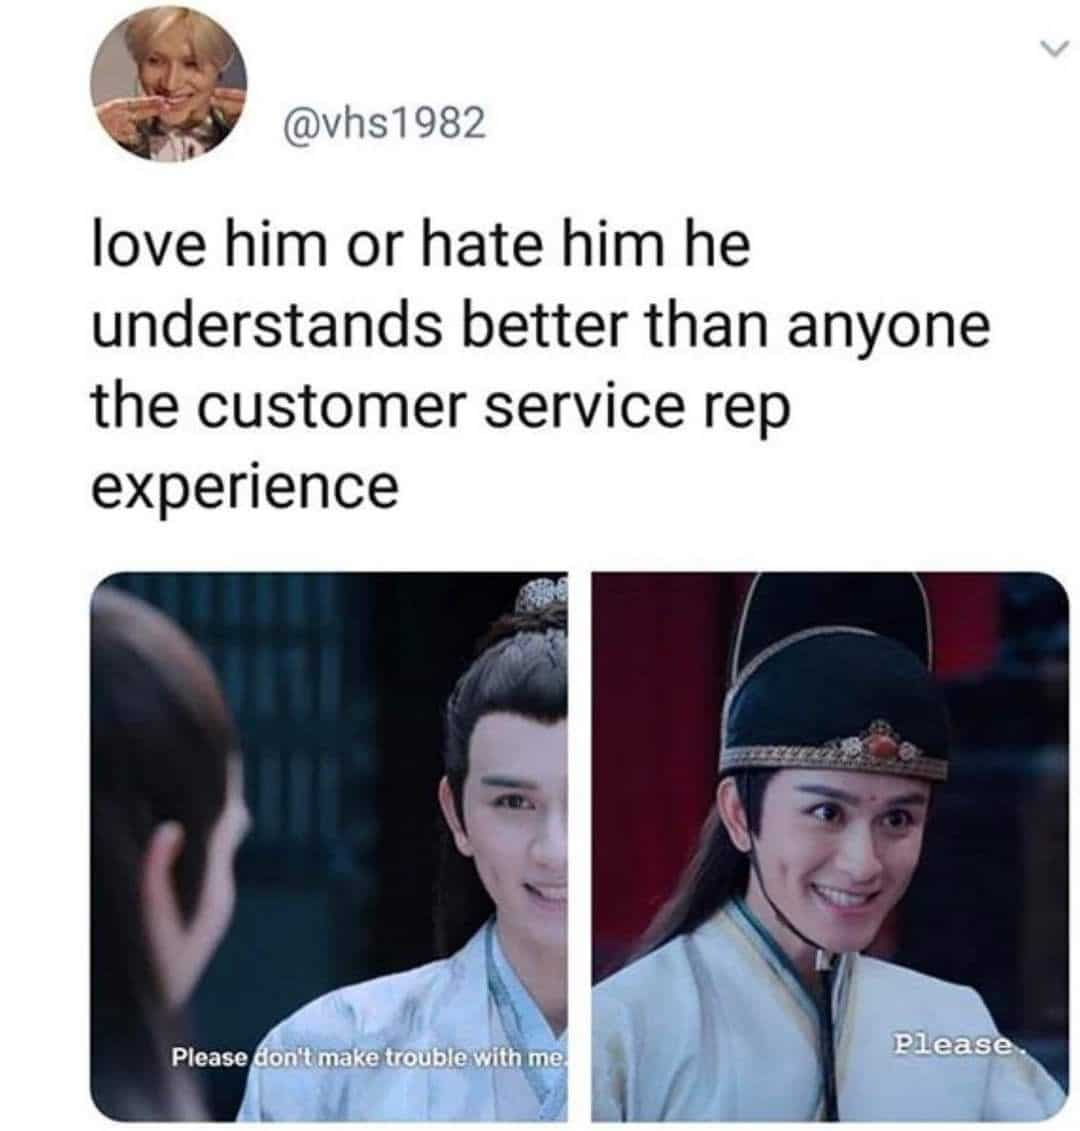 @vhs1982
love him or hate him he
understands better than anyone
the customer service rep
experience
Please don't make trouble with me.
Please.